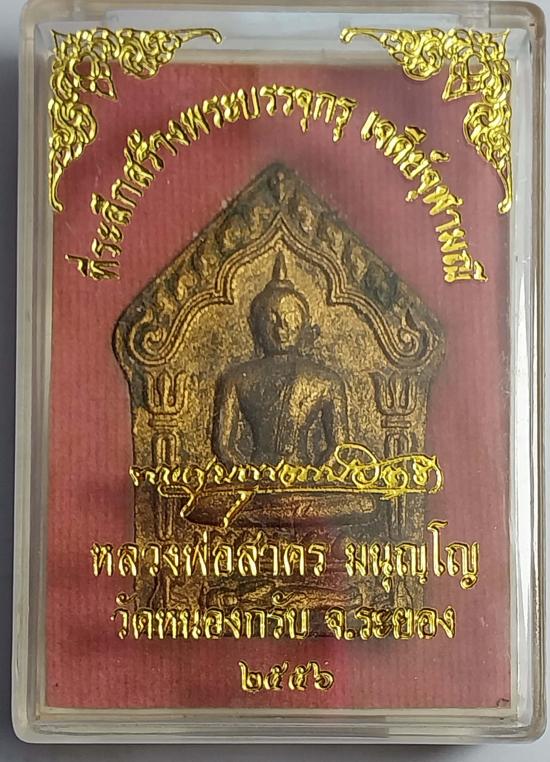 ที่ระลึกสร้างพระบรรจุกรุ เจดีย์จุฬามณี
หลวงพ่อสาคร มนุญฺโญ
วัดหนองกรับ จ.ระยอง
๒๕๕๖